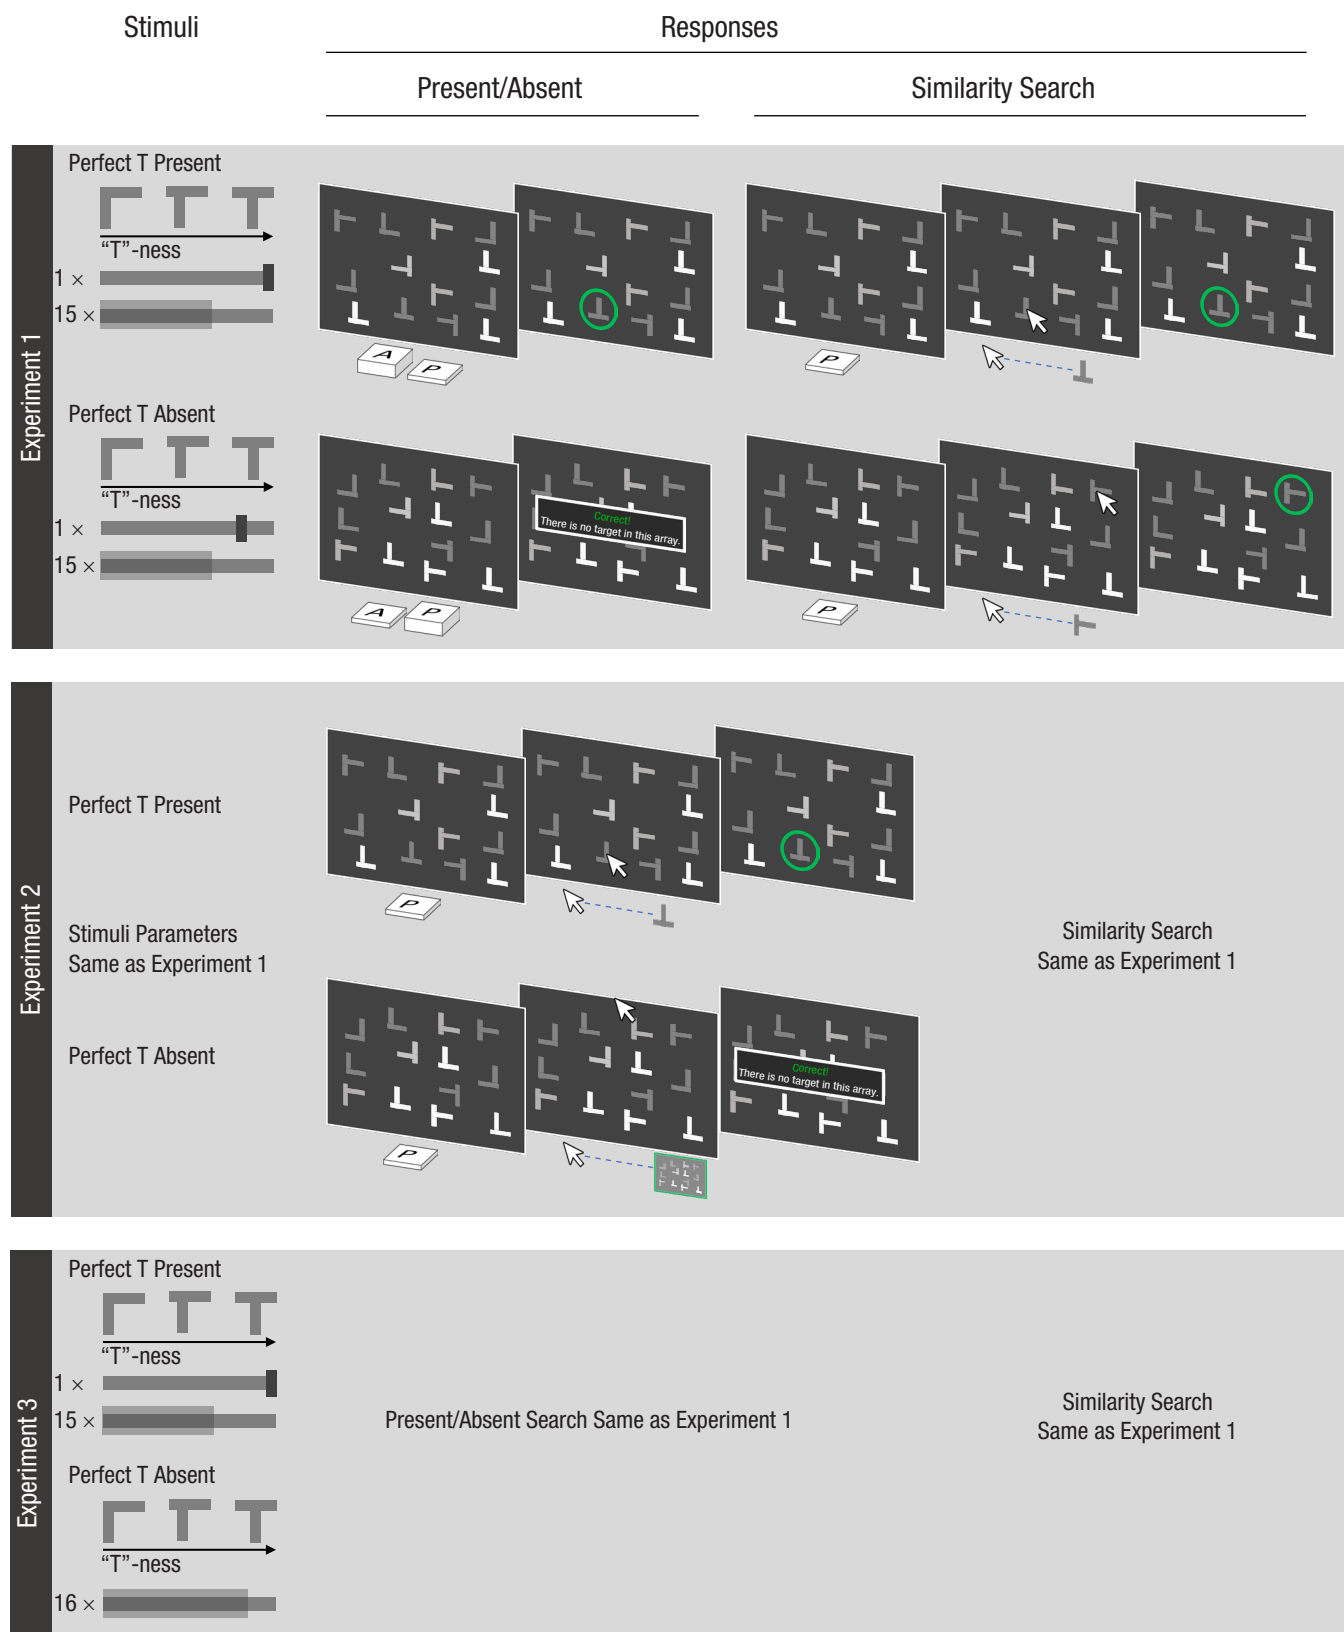 Stimuli
Responses
Present/Absent
Similarity Search
Experiment 1
Perfect T Present
“T”-ness
1 ×
15 ×
A
P
P
Perfect T Absent
“T”-ness
1 ×
15 ×
Correct!
There is no target in this array.
A
P
P
Experiment 2
Perfect T Present
P
Stimuli Parameters
Same as Experiment 1
Similarity Search
Same as Experiment 1
Perfect T Absent
Correct!
There is no target in this array.
P
Experiment 3
Perfect T Present
“T”-ness
1 ×
15 ×
Present/Absent Search Same as Experiment 1
Similarity Search
Same as Experiment 1
Perfect T Absent
“T”-ness
16 ×